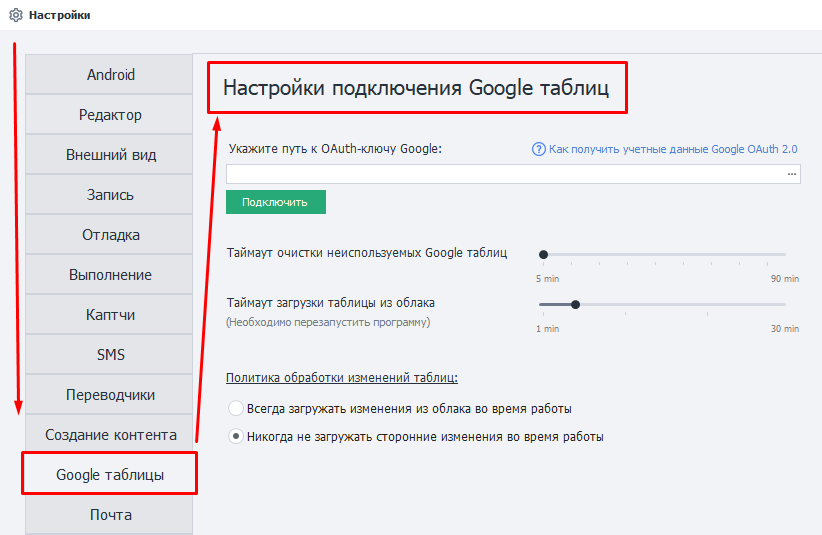 Настройки
Android
Редактор
Внешний вид
Запись
Отладка
Выполнение
Каптчи
SMS
Переводчики
Создание контента
Google таблицы
Почта
Настройки подключения Google таблиц
Укажите путь к OAuth-ключу Google:
? Как получить учетные данные Google OAuth 2.0
...
Подключить
Таймаут очистки неиспользуемых Google таблиц
5 min 90 min
Таймаут загрузки таблицы из облака
(Необходимо перезапустить программу)
1 min 30 min
Политика обработки изменений таблиц:
Всегда загружать изменения из облака во время работы
Никогда не загружать сторонние изменения во время работы